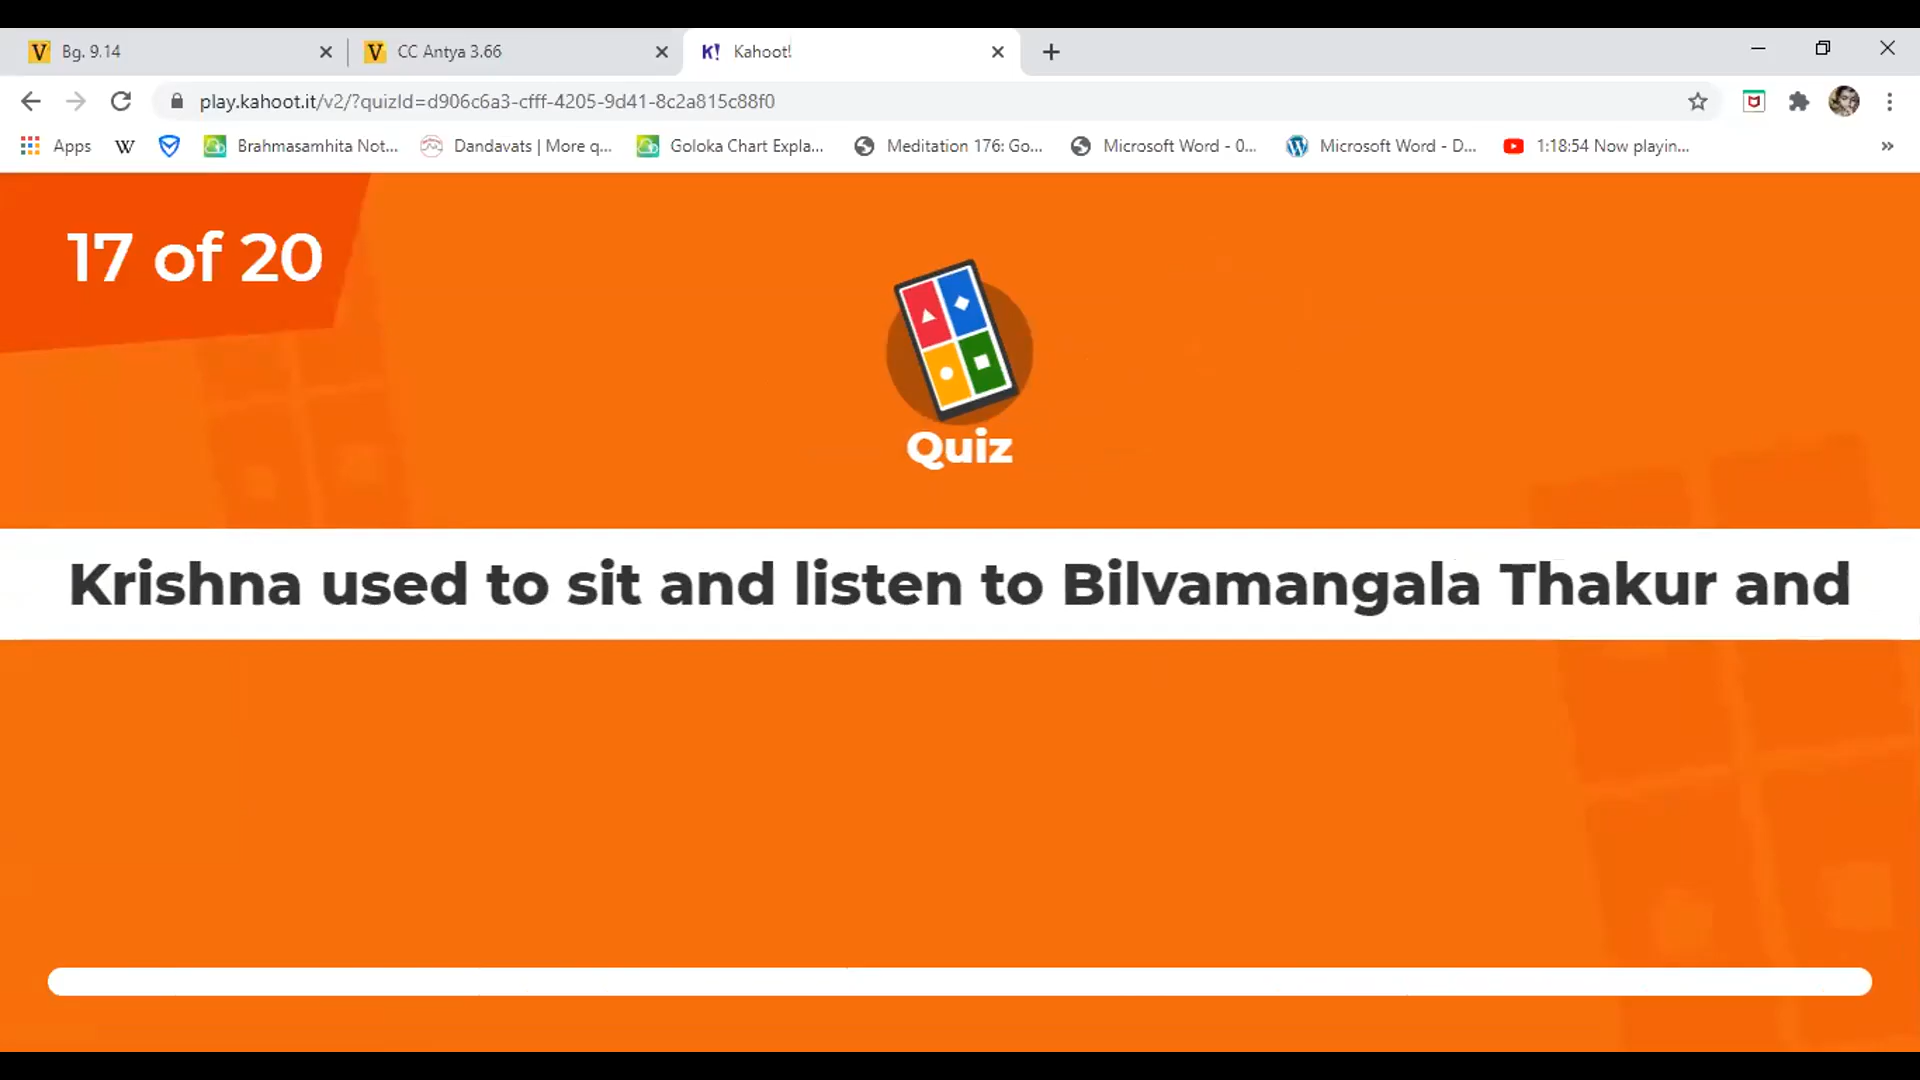 Bg. 9.14
CC Antya 3.66
K! Kahoot!
play.kahoot.it/v2/?quizId=d906c6a3-cfff-4205-9d41-8c2a815c88f0
Apps W Brahmasamhita Not... Dandavats | More q... Goloka Chart Expla... Meditation 176: Go... Microsoft Word - 0... Microsoft Word - D... 1:18:54 Now playin... »
17 of 20
Quiz
Krishna used to sit and listen to Bilvamangala Thakur and